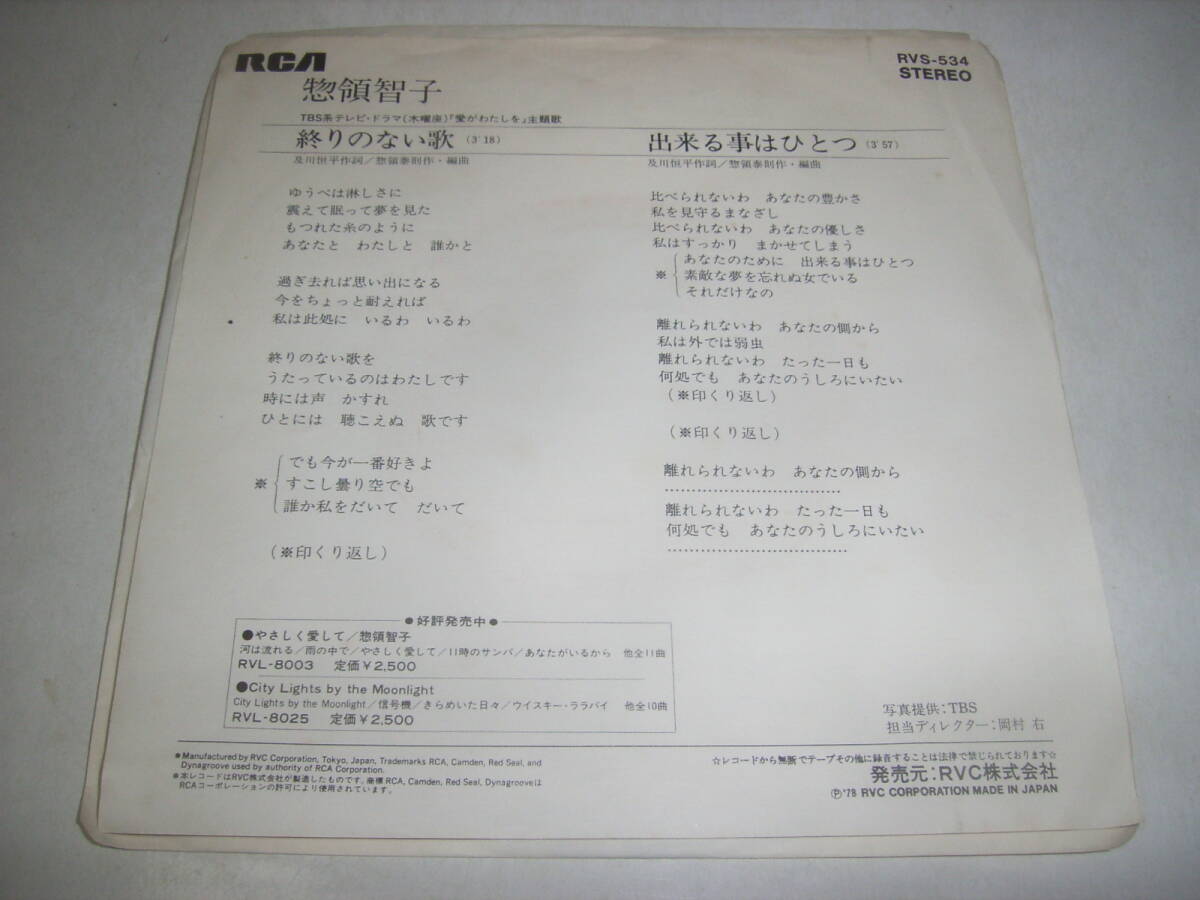 RCA
RVS-534
STEREO
惣領智子
TBS系テレビ・ドラマ(木曜座)『愛がわたしを』主題歌
終りのない歌 (3'18)
及川恒平作詞/惣領泰則作・編曲
ゆうべは淋しさに
震えて眠って夢を見た
もつれた糸のように
あなたと わたしと 誰かと
過ぎ去れば思い出になる
今をちょっと耐えれば
私は此処に いるわ いるわ
終りのない歌を
うたっているのはわたしです
時には声 かすれ
ひとには 聴こえぬ 歌です
でも今が一番好きよ
※ すこし曇り空でも
誰か私をだいて だいて
(※印くり返し)
出来る事はひとつ (3'57)
及川恒平作詞/惣領泰則作・編曲
比べられないわ あなたの豊かさ
私を見守るまなざし
比べられないわ あなたの優しさ
私はすっかり まかせてしまう
あなたのために 出来る事はひとつ
※ 素敵な夢を忘れぬ女でいる
それだけなの
離れられないわ あなたの側から
私は外では弱虫
離れられないわ たった一日も
何処でも あなたのうしろにいたい
(※印くり返し)
(※印くり返し)
離れられないわ あなたの側から
…………………………………
離れられないわ たった一日も
何処でも あなたのうしろにいたい
…………………………………
●好評発売中●
●やさしく愛して/惣領智子
河は流れる/雨の中で/やさしく愛して/11時のサンバ/あなたがいるから 他全11曲
RVL-8003 定価¥2,500
●City Lights by the Moonlight
City Lights by the Moonlight/信号機/きらめいた日々/ウイスキー・ララバイ 他全10曲
RVL-8025 定価¥2,500
写真提供:TBS
担当ディレクター:岡村 右
●Manufactured by RVC Corporation, Tokyo, Japan, Trademarks RCA, Camden, Red Seal, and
Dynagroove used by authority of RCA Corporation.
●本レコードはRVC株式会社が製造したものです。商標RCA, Camden, Red Seal, Dynagrooveは
RCAコーポレーションの許可により使用されています。
☆レコードから無断でテープその他に録音することは法律で禁じられております☆
発売元:RVC株式会社
Ⓟ'78 RVC CORPORATION MADE IN JAPAN